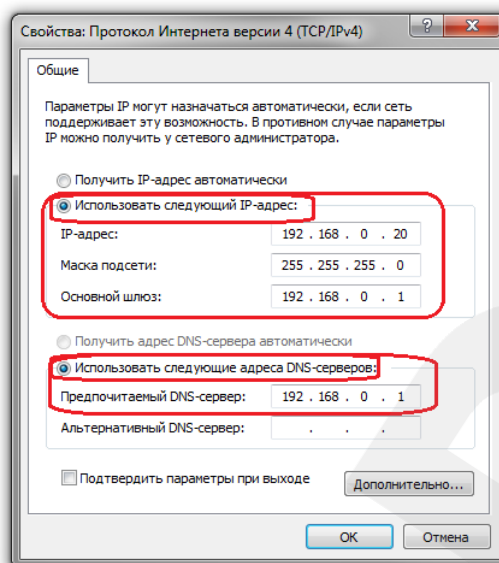 Свойства: Протокол Интернета версии 4 (TCP/IPv4)
Общие
Параметры IP могут назначаться автоматически, если сеть
поддерживает эту возможность. В противном случае параметры
IP можно получить у сетевого администратора.
Получить IP-адрес автоматически
Использовать следующий IP-адрес:
IP-адрес: 192 . 168 . 0 . 20
Маска подсети: 255 . 255 . 255 . 0
Основной шлюз: 192 . 168 . 0 . 1
Получить адрес DNS-сервера автоматически
Использовать следующие адреса DNS-серверов:
Предпочитаемый DNS-сервер: 192 . 168 . 0 . 1
Альтернативный DNS-сервер: . . .
Подтвердить параметры при выходе
Дополнительно...
OK Отмена